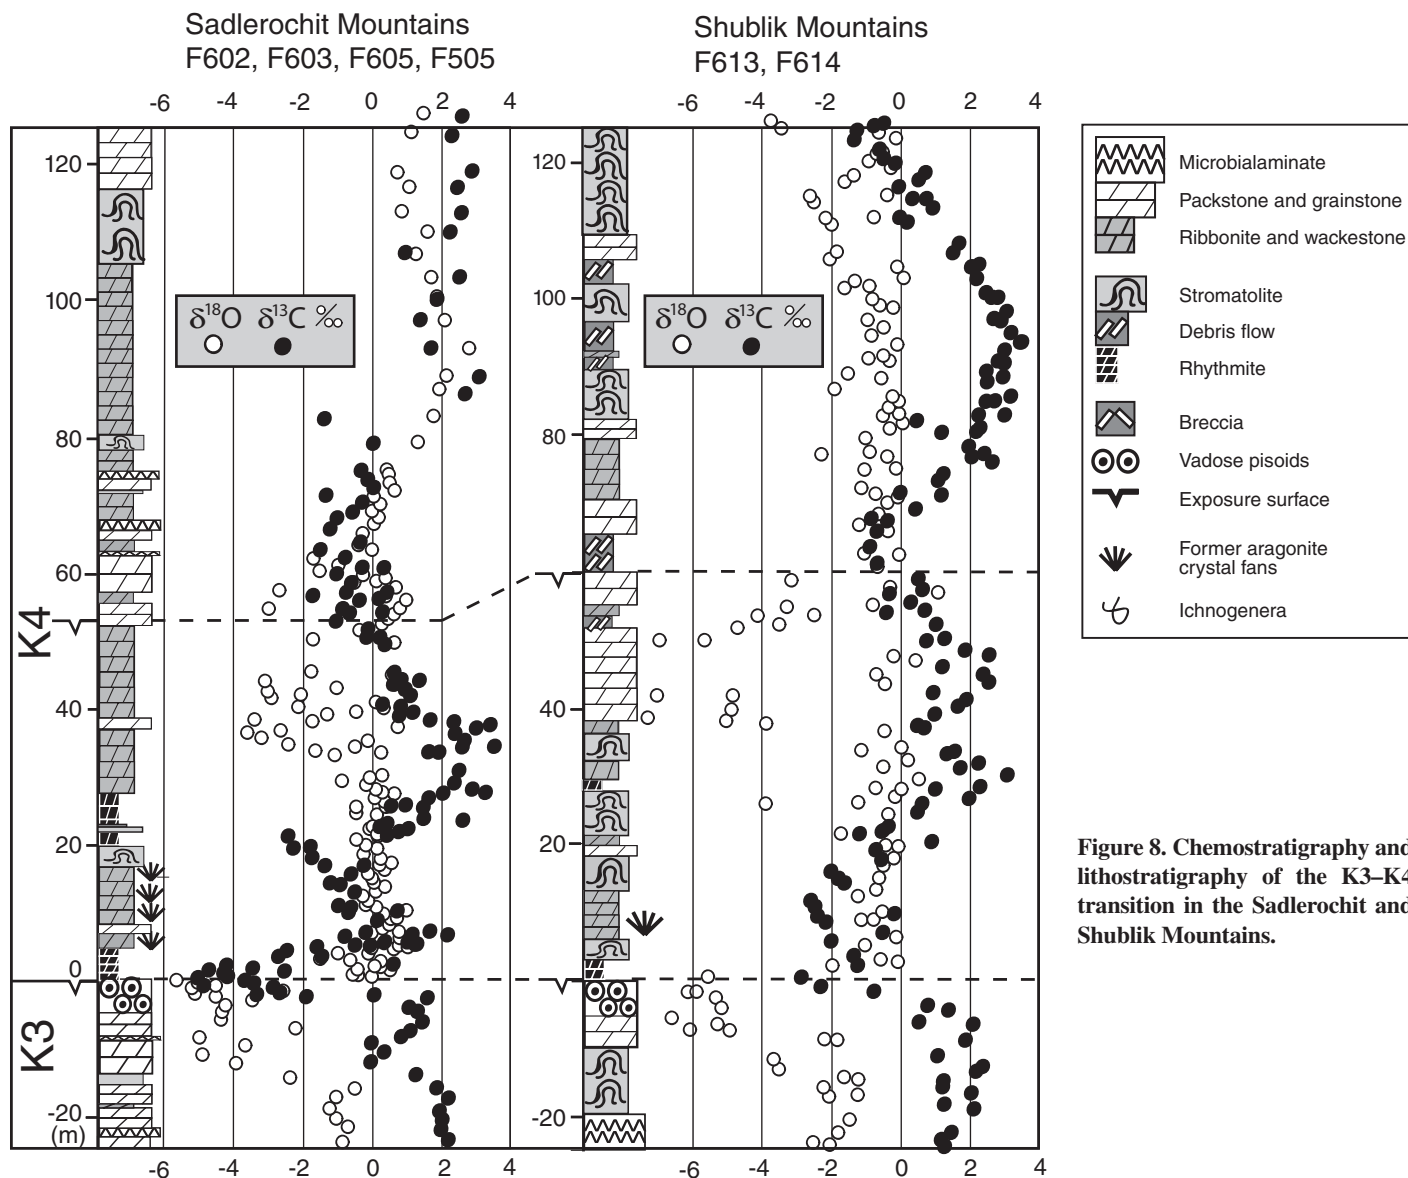 Sadlerochit Mountains
F602, F603, F605, F505
Shublik Mountains
F613, F614
-6 -4 -2 0 2 4
-6 -4 -2 0 2 4
120
100
80
60
40
20
0
-20
(m)
K4
K3
δ18O δ13C ‰
120
100
80
60
40
20
-20
δ18O δ13C ‰
-6 -4 -2 0 2 4
-6 -4 -2 0 2 4
Microbialaminate
Packstone and grainstone
Ribbonite and wackestone
Stromatolite
Debris flow
Rhythmite
Breccia
Vadose pisoids
Exposure surface
Former aragonite
crystal fans
Ichnogenera
Figure 8. Chemostratigraphy and
lithostratigraphy of the K3–K4
transition in the Sadlerochit and
Shublik Mountains.